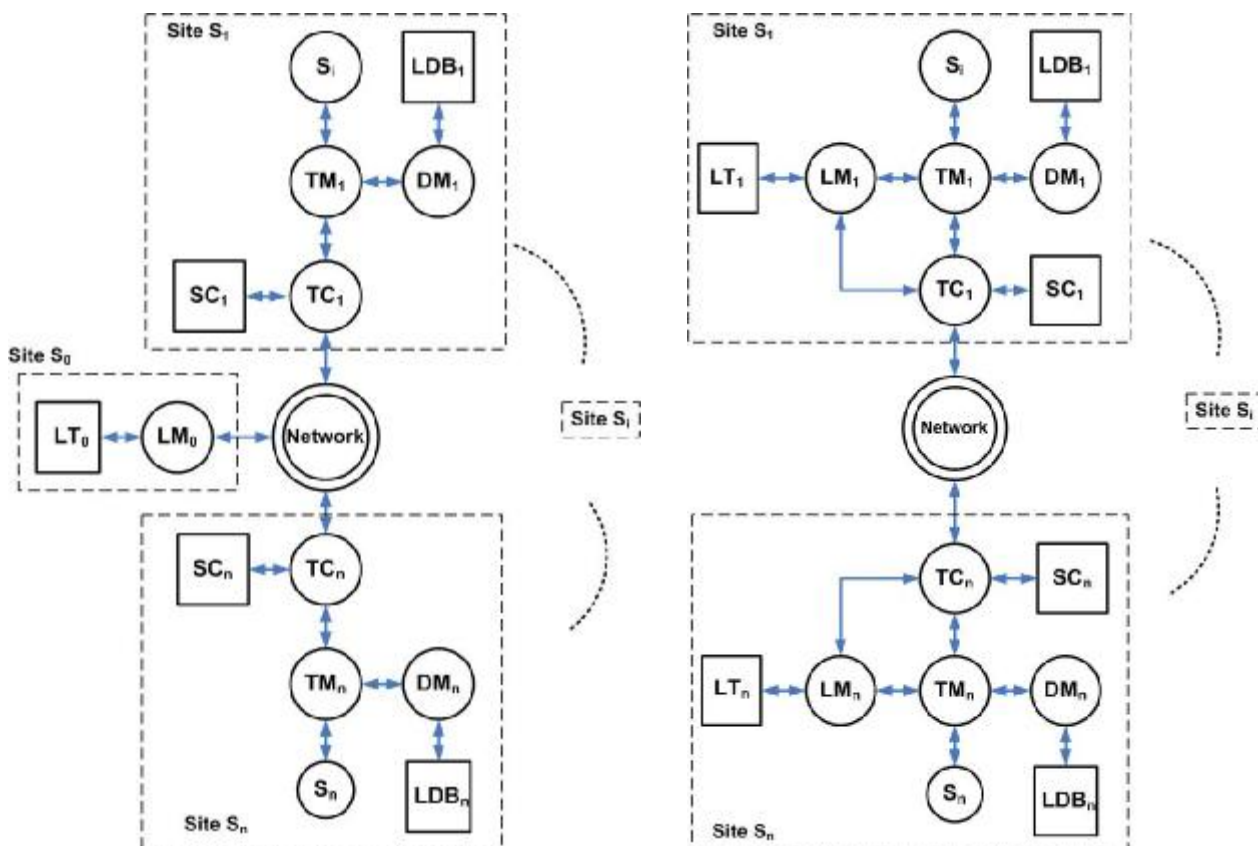 Site S₁
Sᵢ
LDB₁
TM₁
DM₁
SC₁
TC₁
Site S₀
LT₀
LM₀
Network
Site Sᵢ
SCₙ
TCₙ
TMₙ
DMₙ
Sₙ
LDBₙ
Site Sₙ
Site S₁
Sᵢ
LDB₁
LT₁
LM₁
TM₁
DM₁
TC₁
SC₁
Network
Site Sᵢ
TCₙ
SCₙ
LTₙ
LMₙ
TMₙ
DMₙ
Sₙ
LDBₙ
Site Sₙ